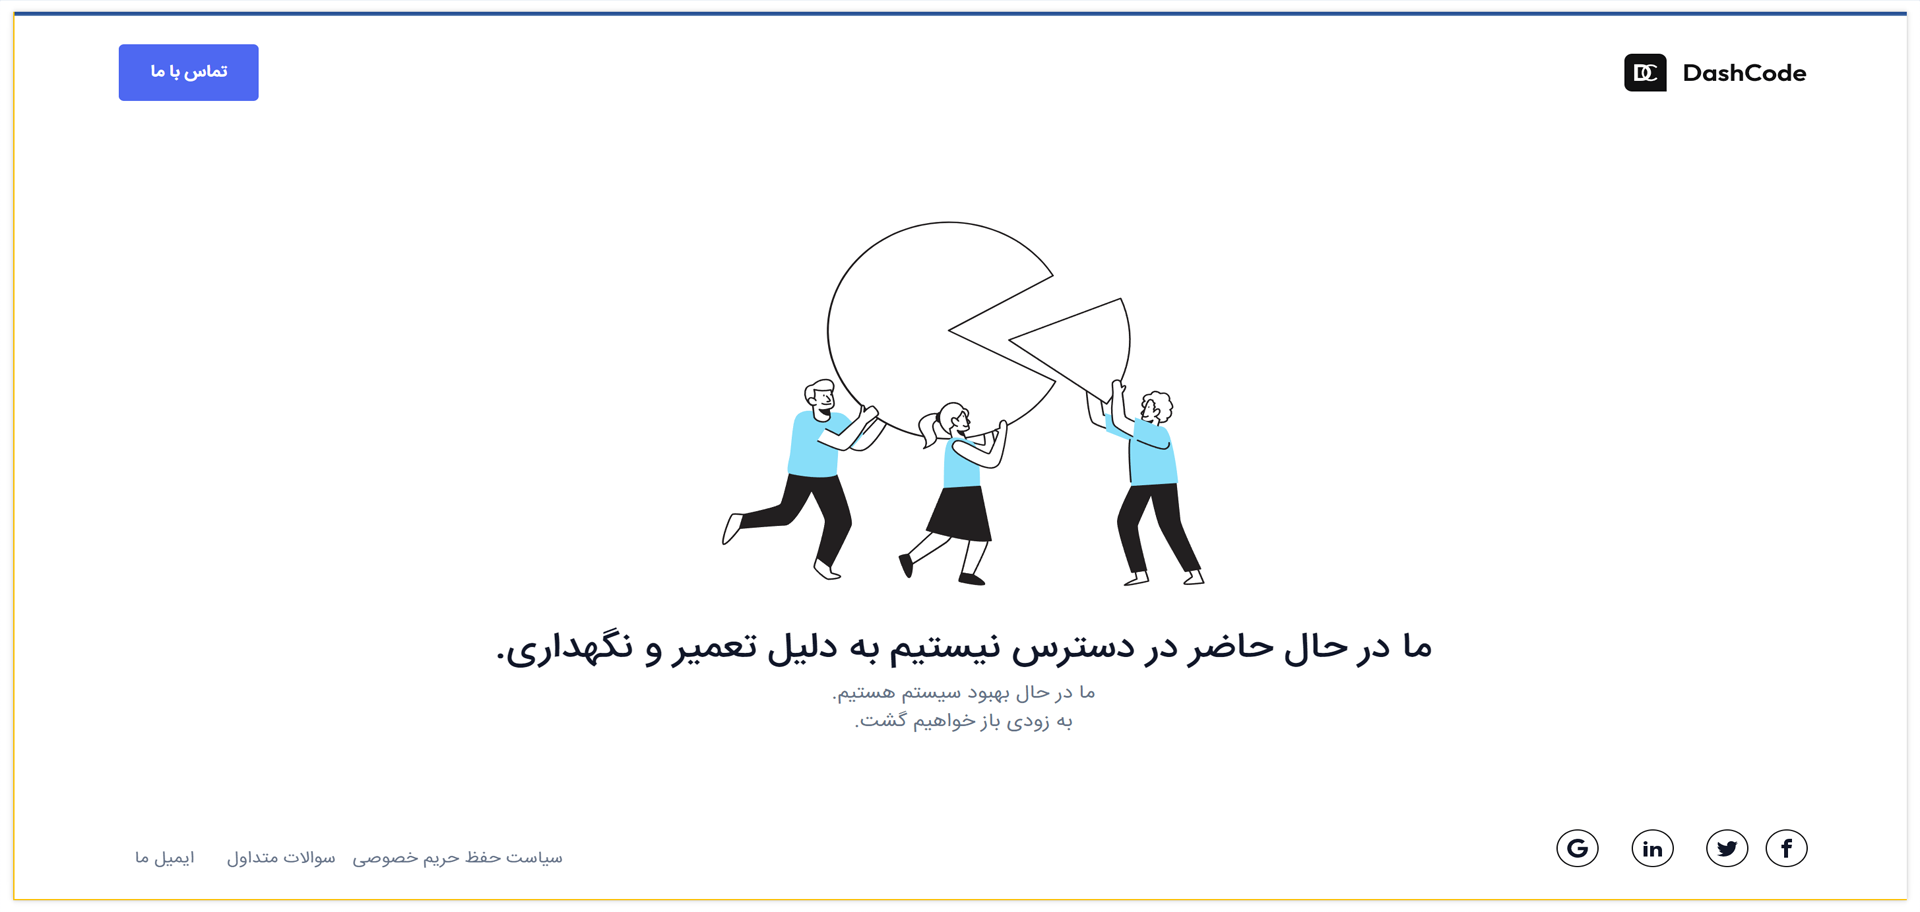 DC DashCode
تماس با ما
ما در حال حاضر در دسترس نیستیم به دلیل تعمیر و نگهداری.
ما در حال بهبود سیستم هستیم.
به زودی باز خواهیم گشت.
f
in
G
سیاست حفظ حریم خصوصی
سوالات متداول
ایمیل ما